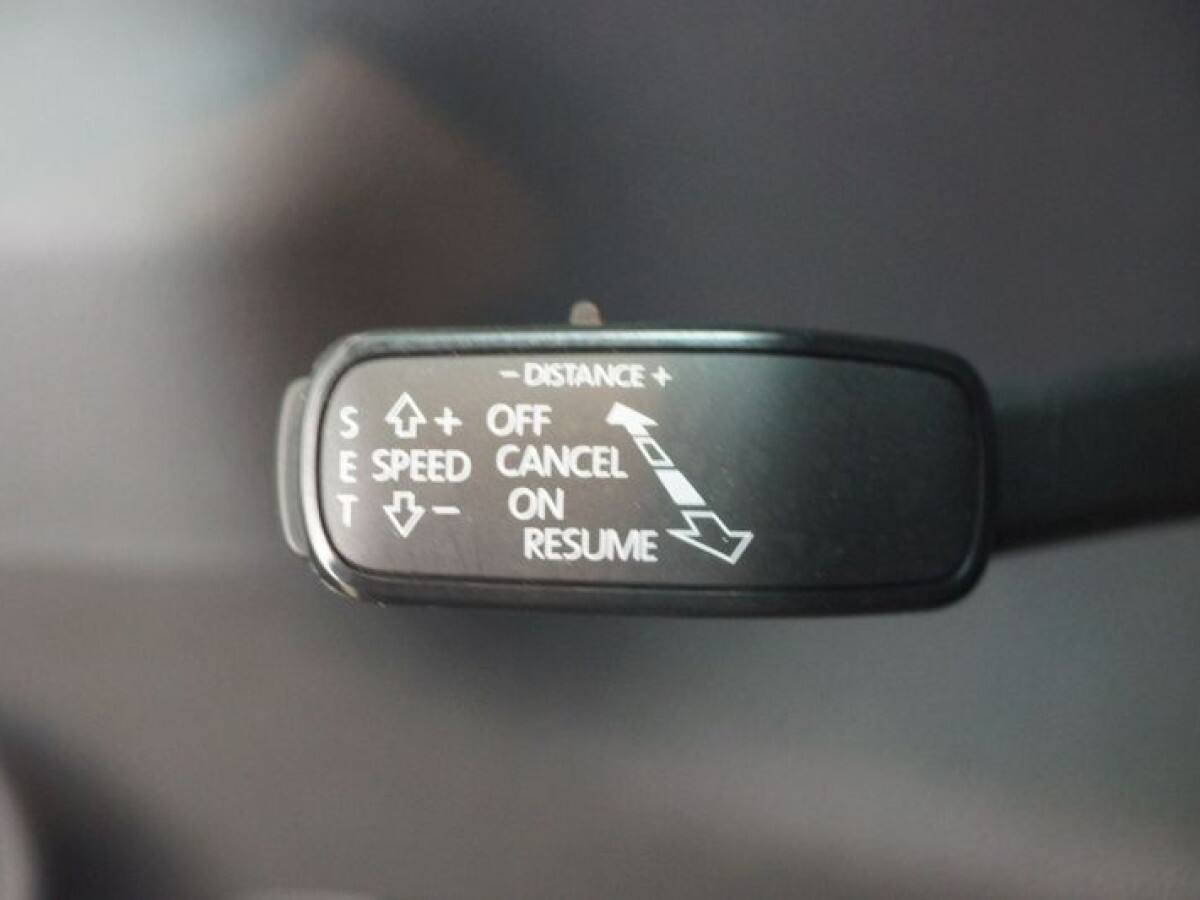 - DISTANCE +
S + OFF
E SPEED CANCEL
T - ON
RESUME